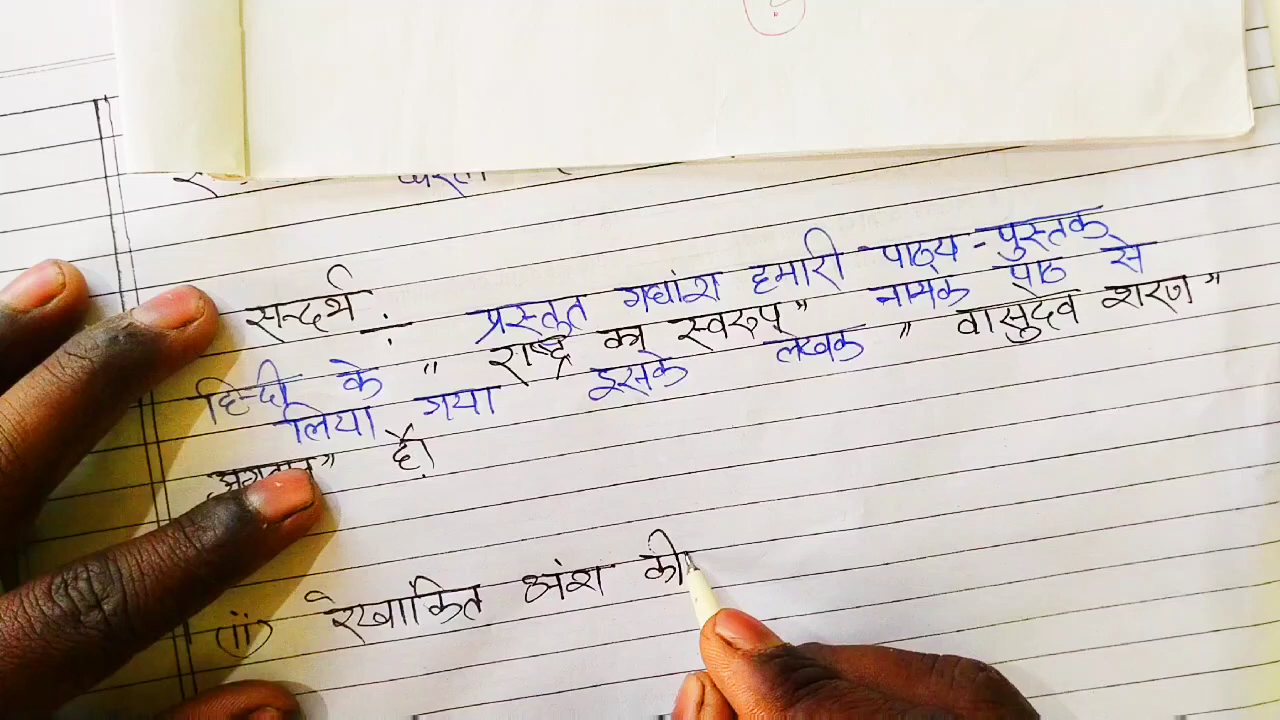 सन्दर्भ :- प्रस्तुत गद्यांश हमारी पाठ्य-पुस्तक
हिन्दी के " राष्ट्र का स्वरूप" नामक पाठ से
लिया गया इसके लेखक " वासुदेव शरण"
है।
(ii) रेखांकित अंश की